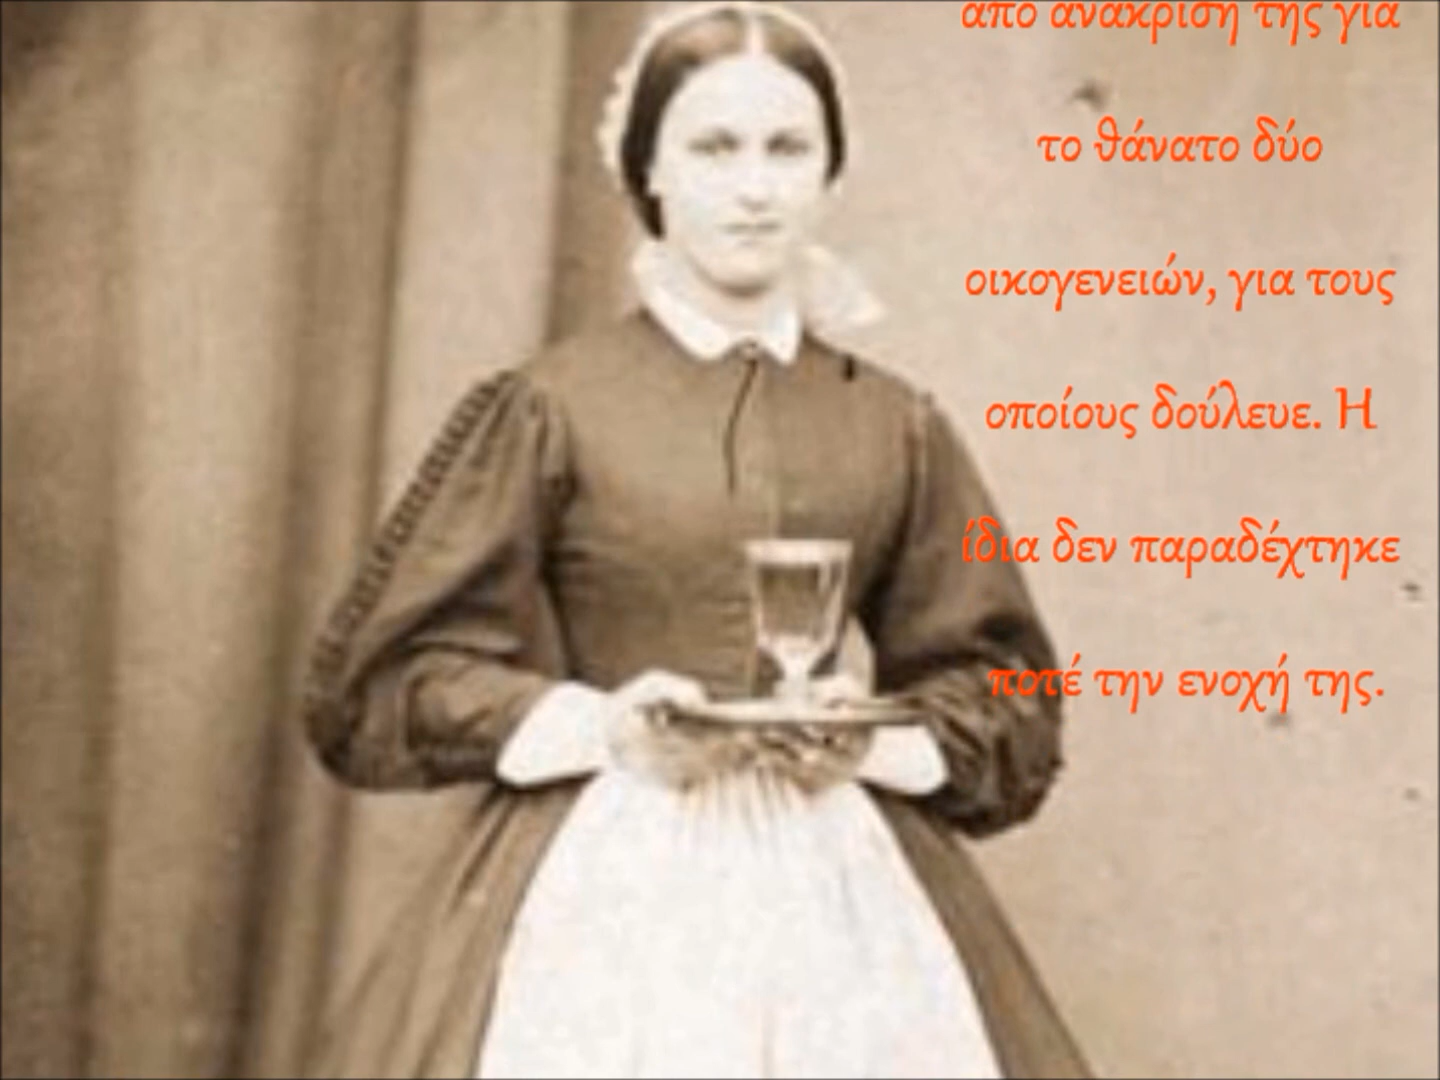 από ανάκριση της για
το θάνατο δύο
οικογενειών, για τους
οποίους δούλευε. Η
ίδια δεν παραδέχτηκε
ποτέ την ενοχή της.